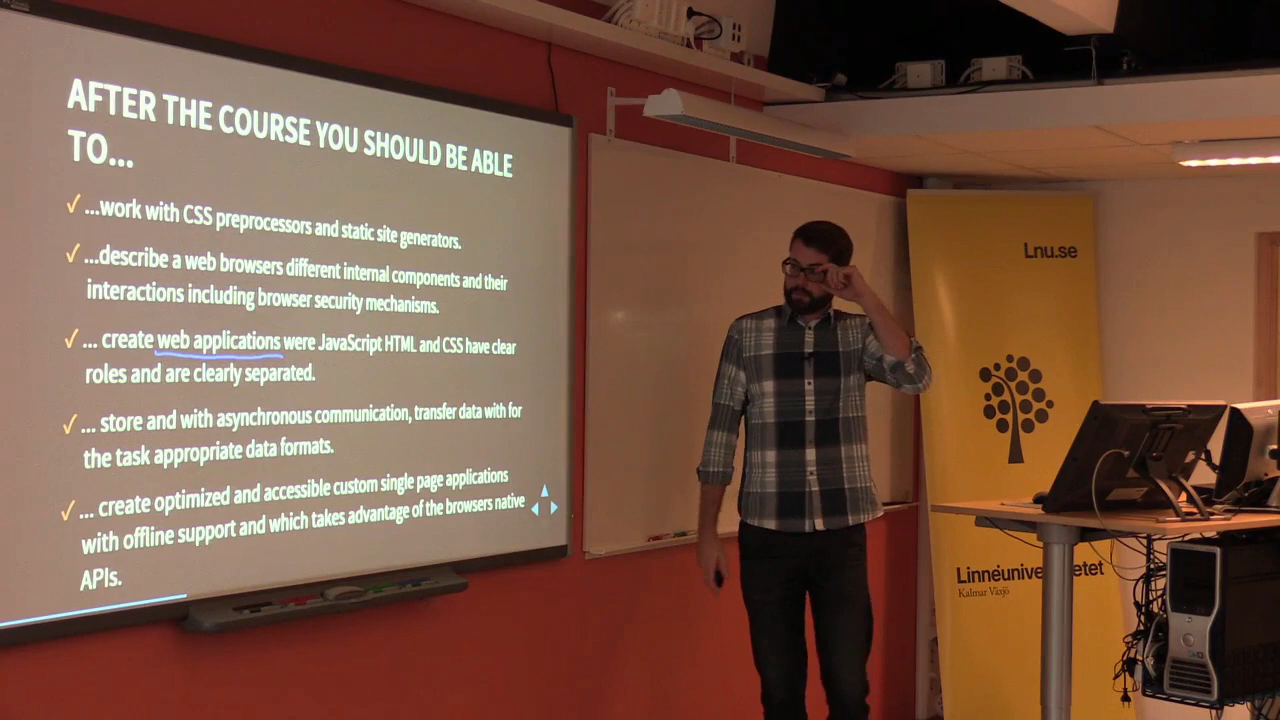 AFTER THE COURSE YOU SHOULD BE ABLE
TO...
✓ ...work with CSS preprocessors and static site generators.
✓ ...describe a web browsers different internal components and their
interactions including browser security mechanisms.
✓ ... create web applications were JavaScript HTML and CSS have clear
roles and are clearly separated.
✓ ... store and with asynchronous communication, transfer data with for
the task appropriate data formats.
✓ ... create optimized and accessible custom single page applications
with offline support and which takes advantage of the browsers native
APIs.
Lnu.se
Linnéuniversitetet
Kalmar Växjö